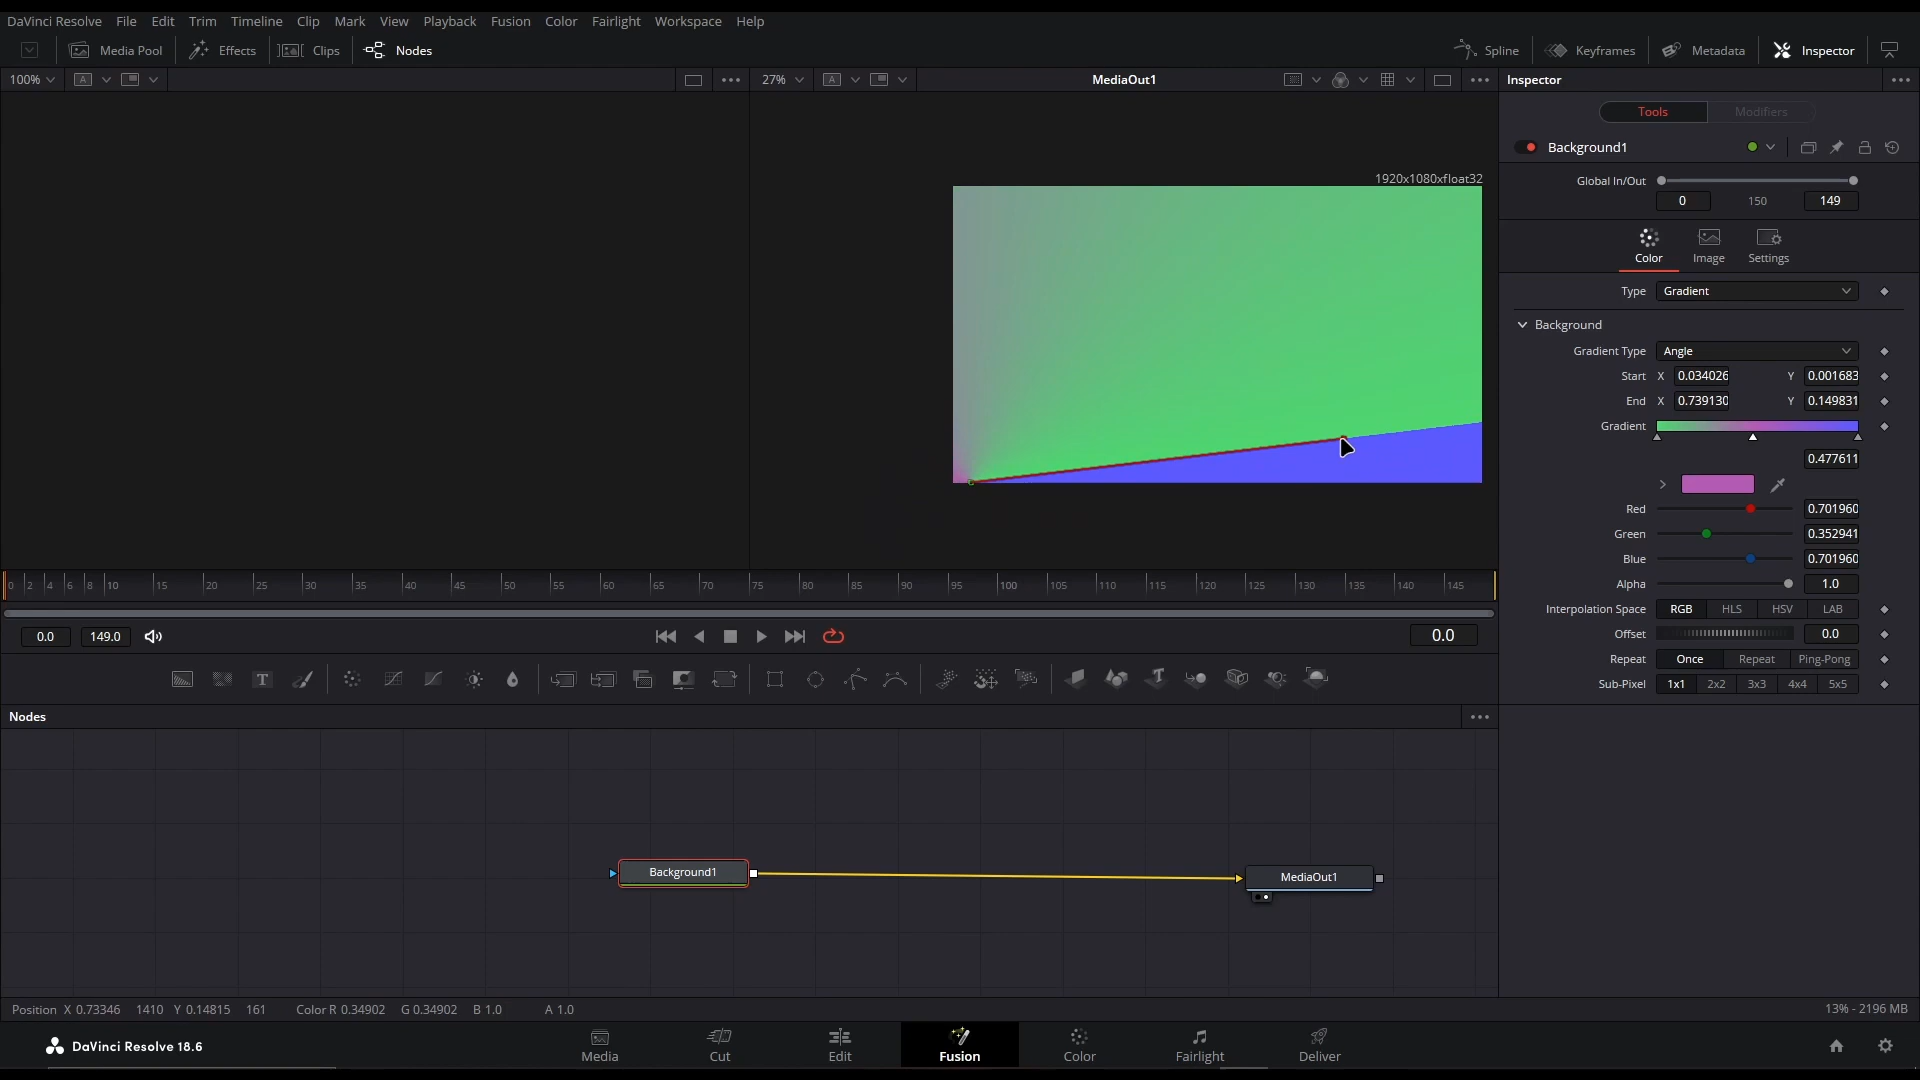 DaVinci Resolve File Edit Trim Timeline Clip Mark View Playback Fusion Color Fairlight Workspace Help
Media Pool Effects Clips Nodes Spline Keyframes Metadata Inspector
100% A 27% A MediaOut1 Inspector
Tools Modifiers
Background1
1920x1080xfloat32
Global In/Out
0 150 149
Color Image Settings
Type Gradient
Background
Gradient Type Angle
Start X 0.034026 Y 0.001683
End X 0.739130 Y 0.149831
Gradient
0.477611
Red 0.701960
Green 0.352941
Blue 0.701960
Alpha 1.0
Interpolation Space RGB HLS HSV LAB
Offset 0.0
Repeat Once Repeat Ping-Pong
Sub-Pixel 1x1 2x2 3x3 4x4 5x5
0 2 4 6 8 10 15 20 25 30 35 40 45 50 55 60 65 70 75 80 85 90 95 100 105 110 115 120 125 130 135 140 145
0.0 149.0 0.0
T T
Nodes
Background1
MediaOut1
Position X 0.73346 1410 Y 0.14815 161 Color R 0.34902 G 0.34902 B 1.0 A 1.0 13% - 2196 MB
DaVinci Resolve 18.6
Media Cut Edit Fusion Color Fairlight Deliver